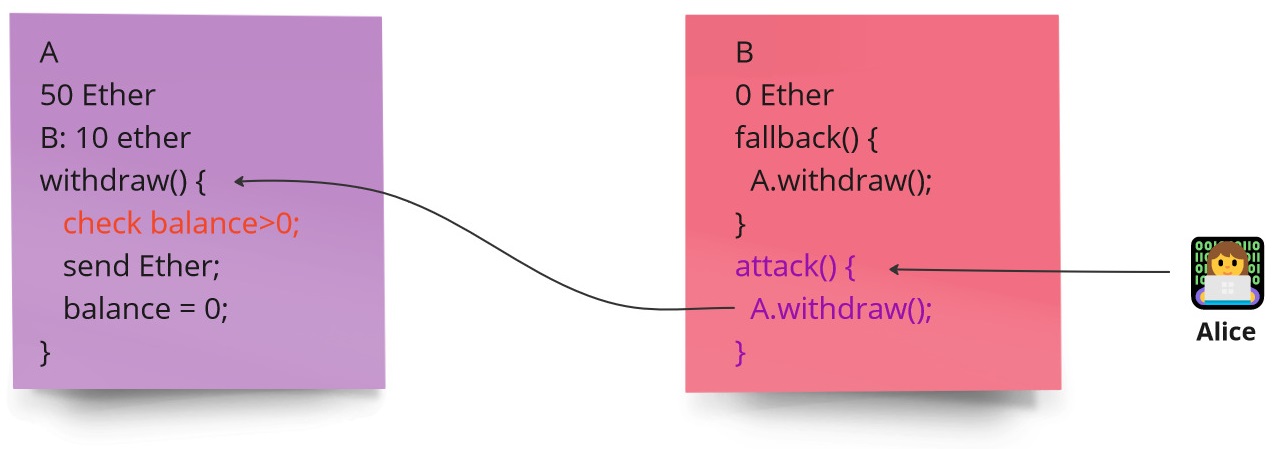 A
50 Ether
B: 10 ether
withdraw() {
check balance>0;
send Ether;
balance = 0;
}
B
0 Ether
fallback() {
A.withdraw();
}
attack() {
A.withdraw();
}
Alice